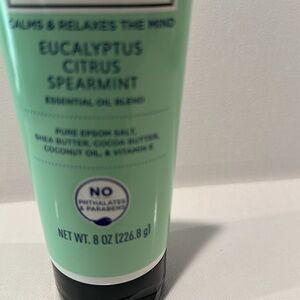 CALMS & RELAXES THE MIND
EUCALYPTUS
CITRUS
SPEARMINT
ESSENTIAL OIL BLEND
PURE EPSOM SALT,
SHEA BUTTER, COCOA BUTTER,
COCONUT OIL, & VITAMIN E
NO
PHTHALATES
& PARABENS
NET WT. 8 OZ (226.8 g)